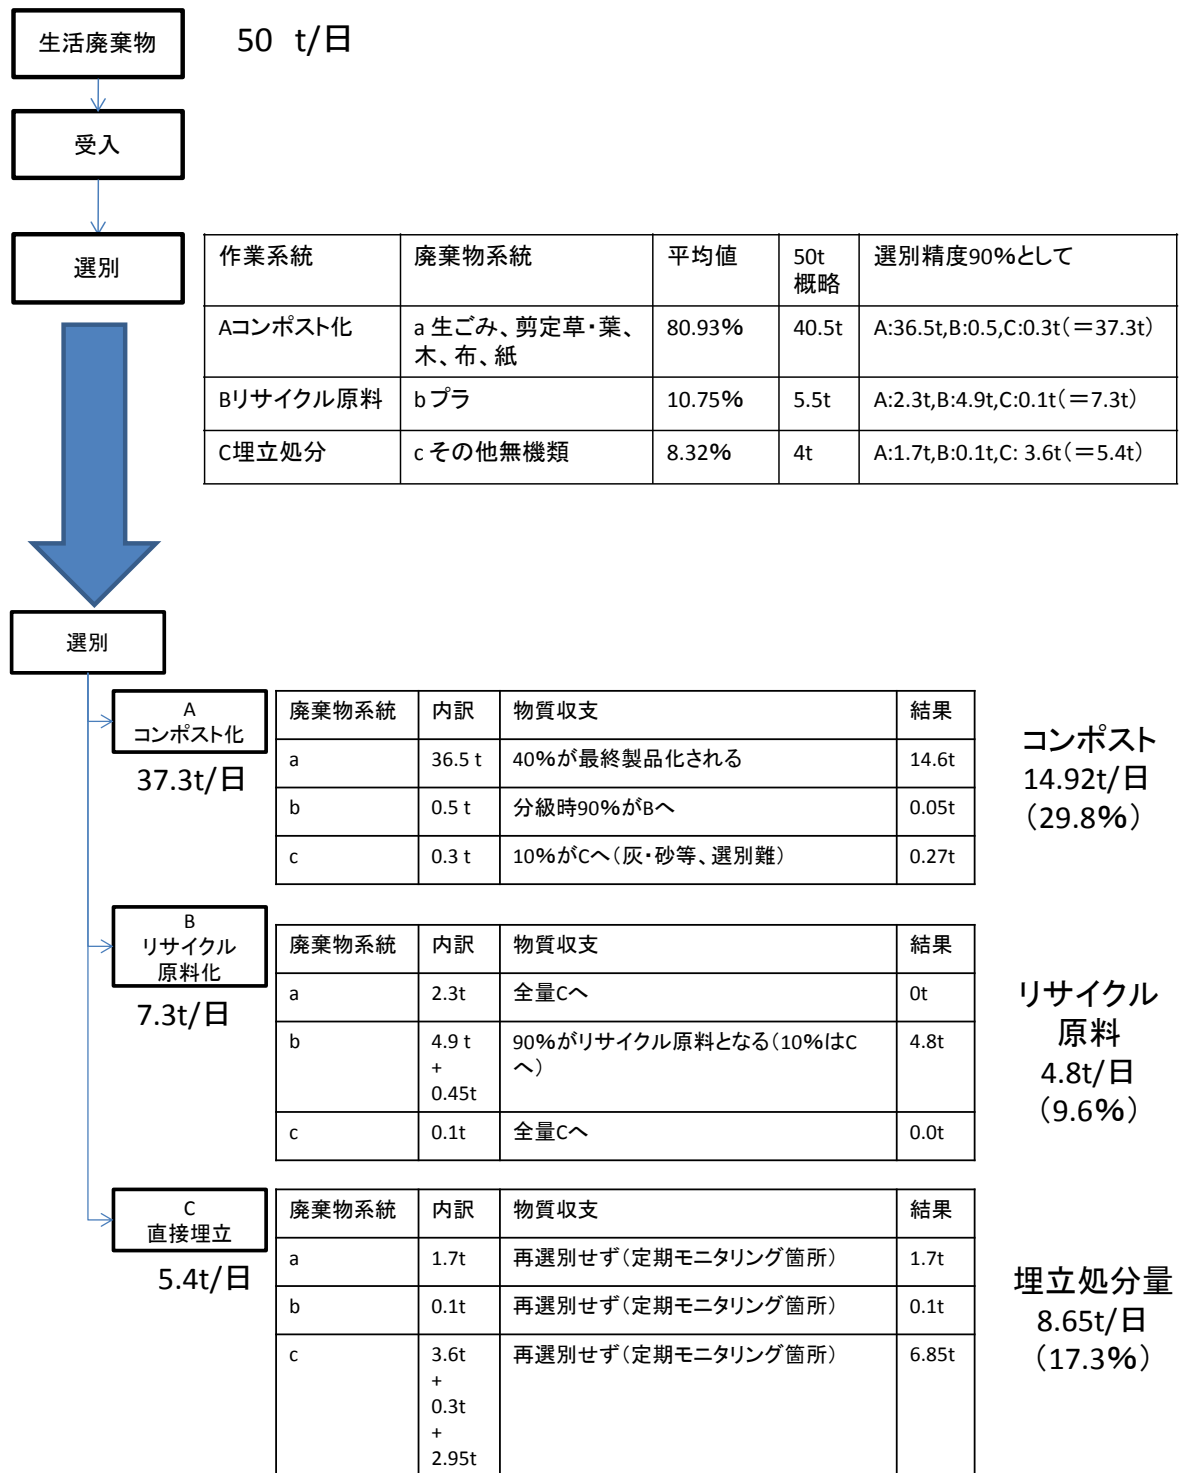 生活廃棄物
50 t/日
受入
選別
作業系統 廃棄物系統 平均値 50t 選別精度90%として
概略
Aコンポスト化 a 生ごみ、剪定草・葉、 80.93% 40.5t A:36.5t,B:0.5,C:0.3t(=37.3t)
木、布、紙
Bリサイクル原料 b プラ 10.75% 5.5t A:2.3t,B:4.9t,C:0.1t(=7.3t)
C埋立処分 c その他無機類 8.32% 4t A:1.7t,B:0.1t,C: 3.6t(=5.4t)
選別
A
コンポスト化
37.3t/日
廃棄物系統 内訳 物質収支 結果
a 36.5 t 40%が最終製品化される 14.6t
b 0.5 t 分級時90%がBへ 0.05t
c 0.3 t 10%がCへ(灰・砂等、選別難) 0.27t
コンポスト
14.92t/日
(29.8%)
B
リサイクル
原料化
7.3t/日
廃棄物系統 内訳 物質収支 結果
a 2.3t 全量Cへ 0t
b 4.9 t 90%がリサイクル原料となる(10%はC 4.8t
+ へ)
0.45t
c 0.1t 全量Cへ 0.0t
リサイクル
原料
4.8t/日
(9.6%)
C
直接埋立
5.4t/日
廃棄物系統 内訳 物質収支 結果
a 1.7t 再選別せず(定期モニタリング箇所) 1.7t
b 0.1t 再選別せず(定期モニタリング箇所) 0.1t
c 3.6t 再選別せず(定期モニタリング箇所) 6.85t
+
0.3t
+
2.95t
埋立処分量
8.65t/日
(17.3%)